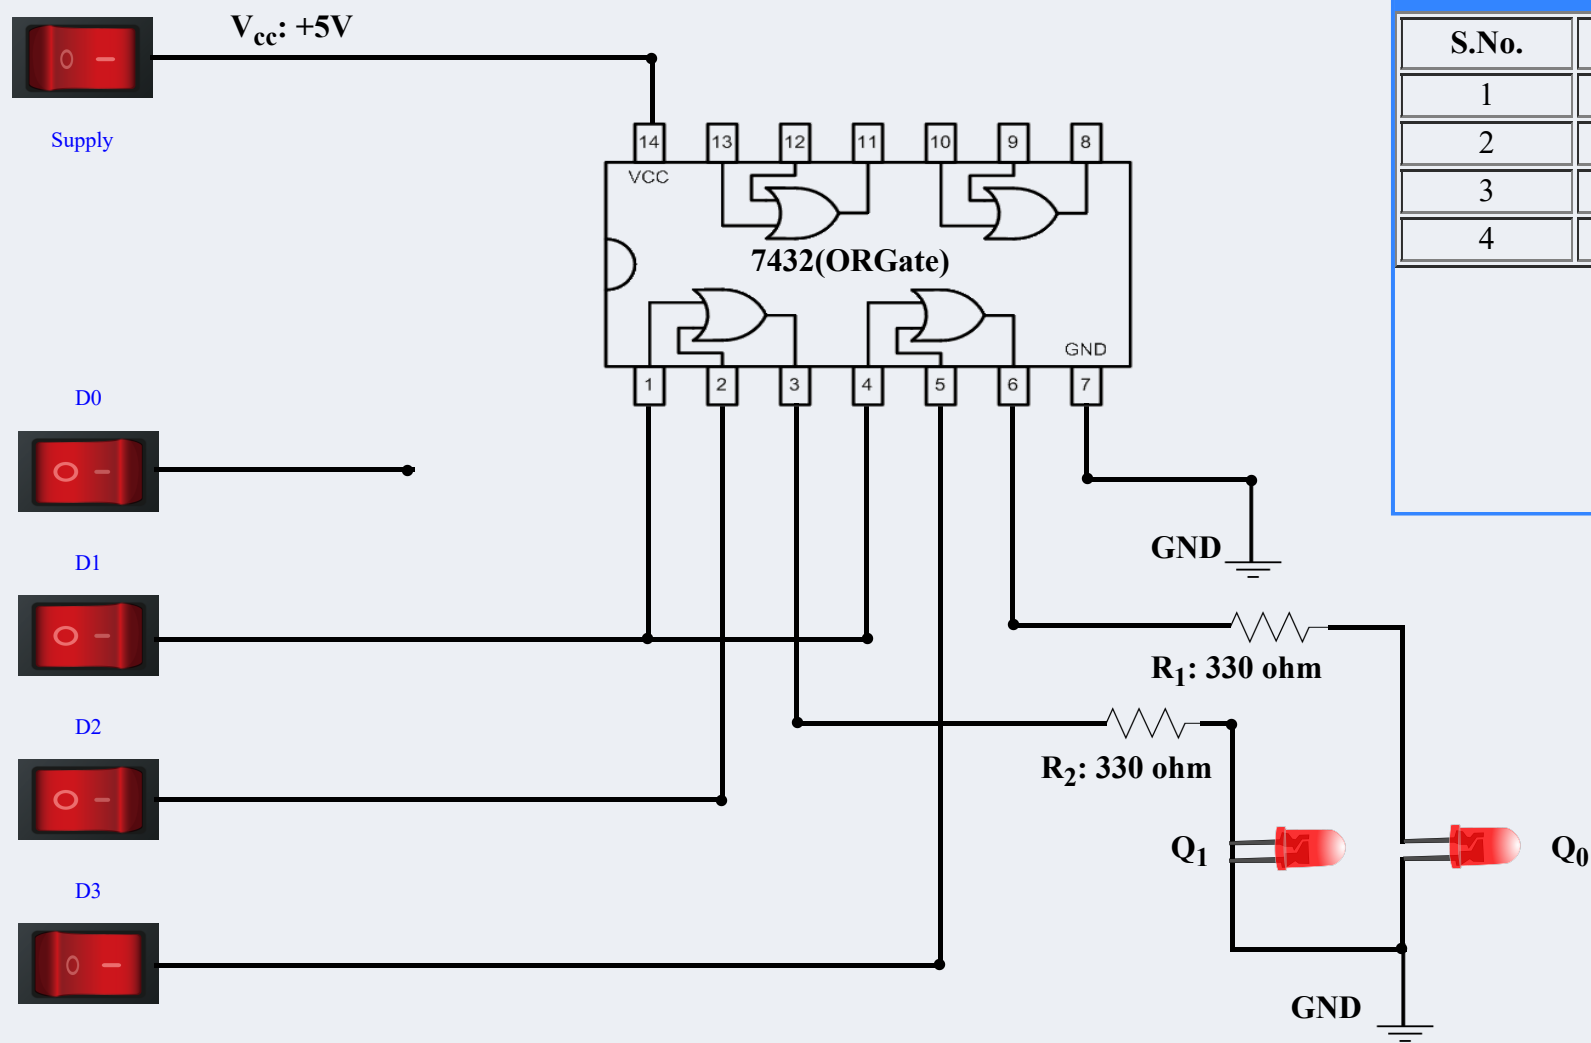 Vcc: +5V
Supply
S.No.
1
2
3
4
14 13 12 11 10 9 8
VCC
7432(ORGate)
GND
1 2 3 4 5 6 7
D0
D1
D2
D3
GND
R1: 330 ohm
R2: 330 ohm
Q1
Q0
GND